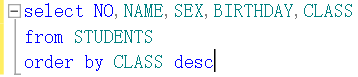 select NO,NAME,SEX,BIRTHDAY,CLASS
from STUDENTS
order by CLASS desc